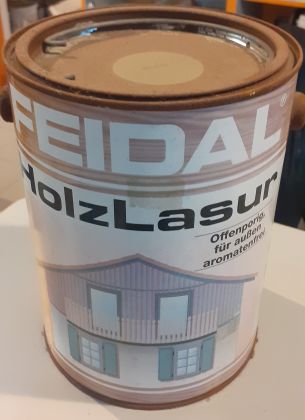 FEIDAL®
HolzLasur
Offenporig,
für außen
aromatenfrei